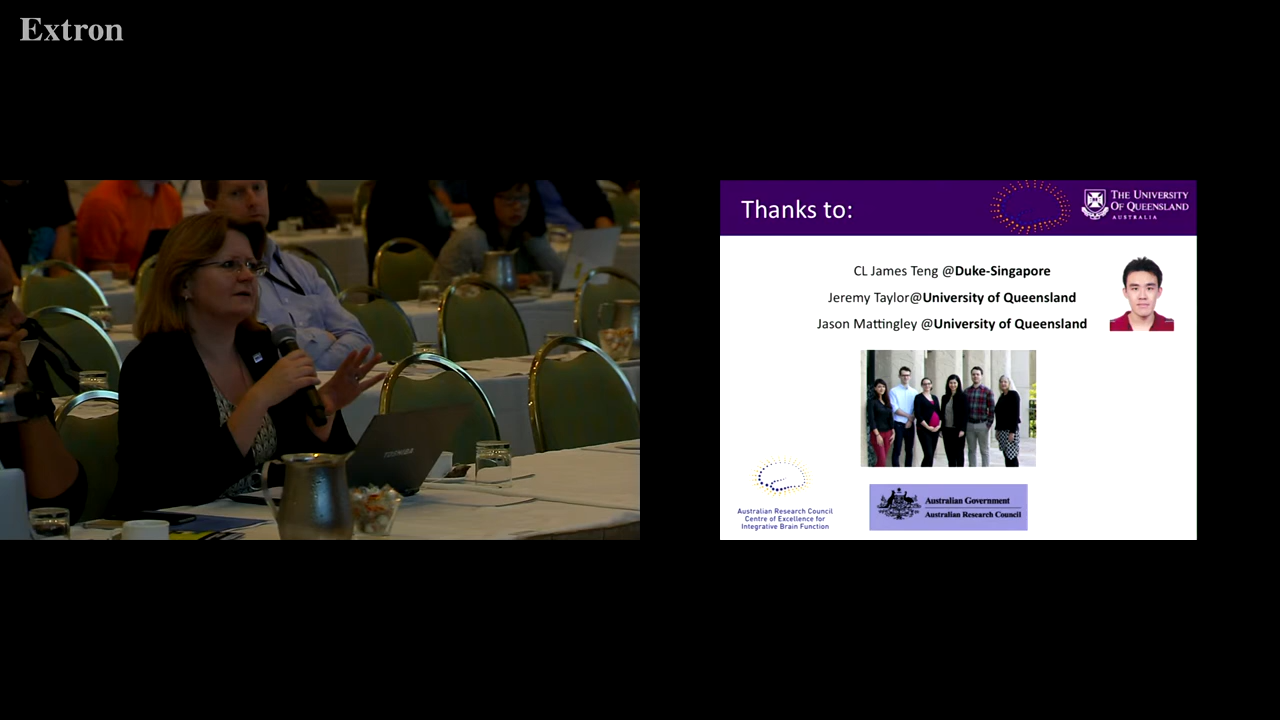 Extron
Thanks to:
THE UNIVERSITY
OF QUEENSLAND
AUSTRALIA
CL James Teng @Duke-Singapore
Jeremy Taylor@University of Queensland
Jason Mattingley @University of Queensland
TOSHIBA
Australian Research Council
Centre of Excellence for
Integrative Brain Function
Australian Government
Australian Research Council